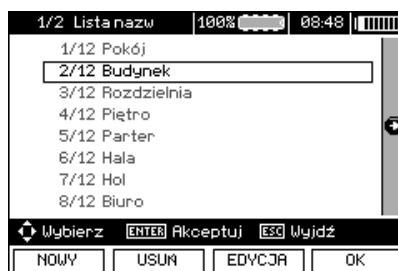 1/2 Lista nazw 100% 08:48
1/12 Pokój
2/12 Budynek
3/12 Rozdzielnia
4/12 Piętro
5/12 Parter
6/12 Hala
7/12 Hol
8/12 Biuro
Wybierz ENTER Akceptuj ESC Wyjdź
NOWY USUŃ EDYCJA OK